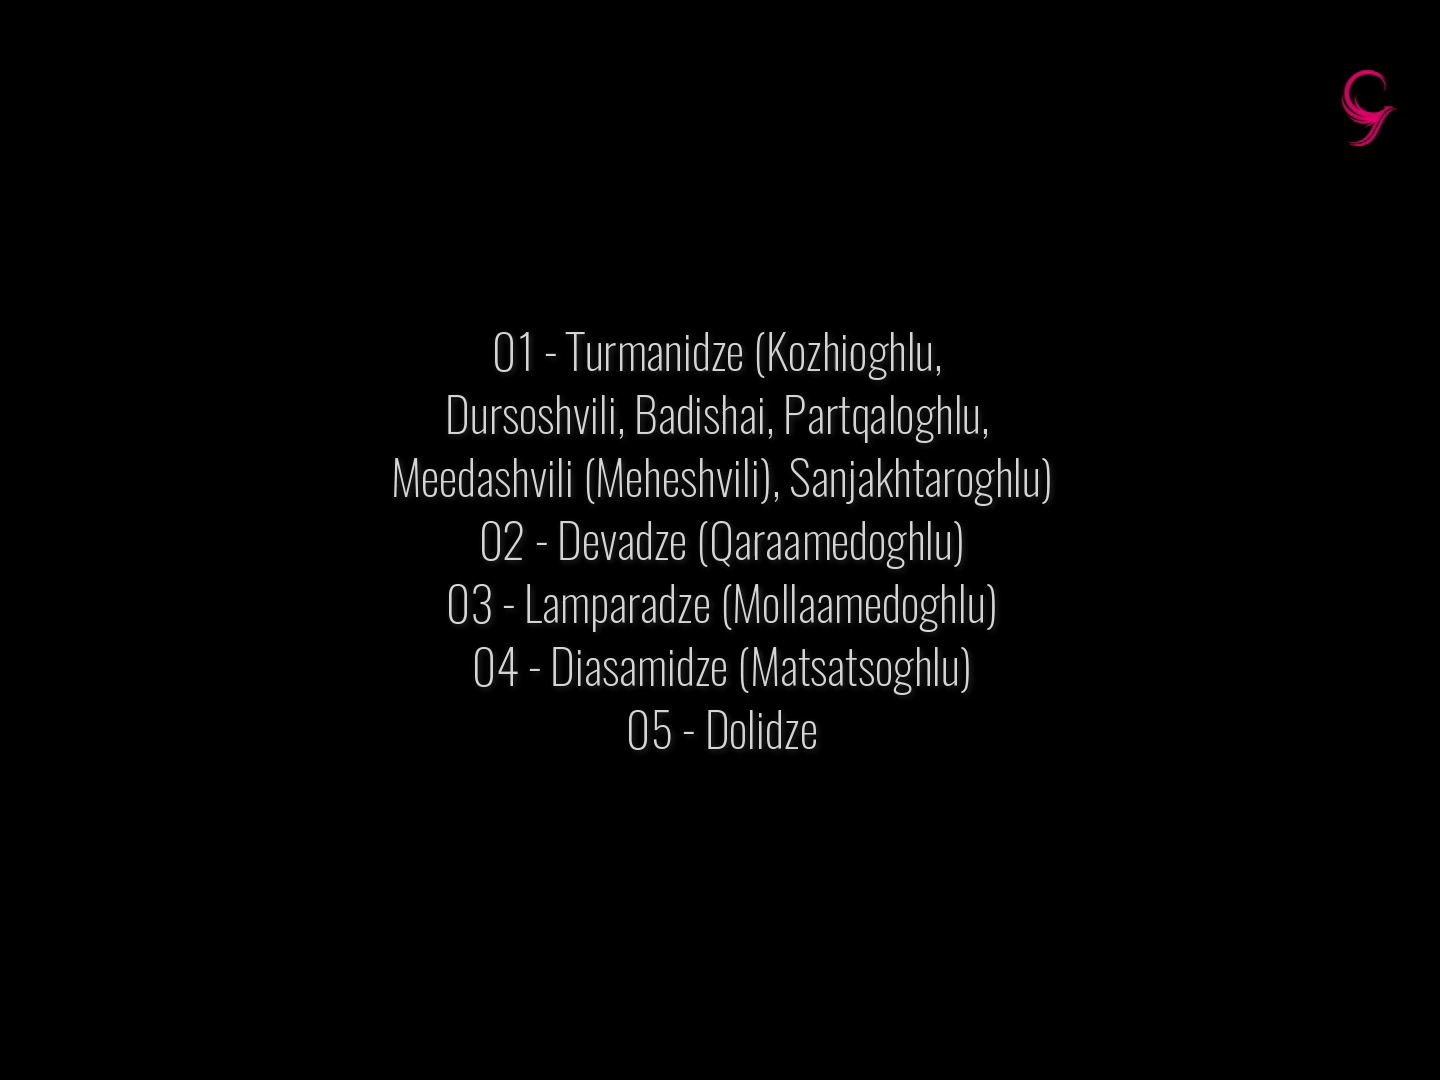 01 - Turmanidze (Kozhioghlu,
Dursoshvili, Badishai, Partqaloghlu,
Meedashvili (Meheshvili), Sanjakhtaroghlu)
02 - Devadze (Qaraamedoghlu)
03 - Lamparadze (Mollaamedoghlu)
04 - Diasamidze (Matsatsoghlu)
05 - Dolidze